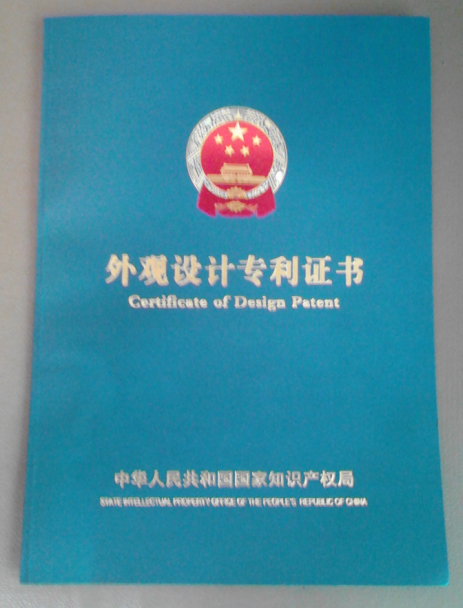 外观设计专利证书
Certificate of Design Patent
中华人民共和国国家知识产权局
STATE INTELLECTUAL PROPERTY OFFICE OF THE PEOPLE'S REPUBLIC OF CHINA